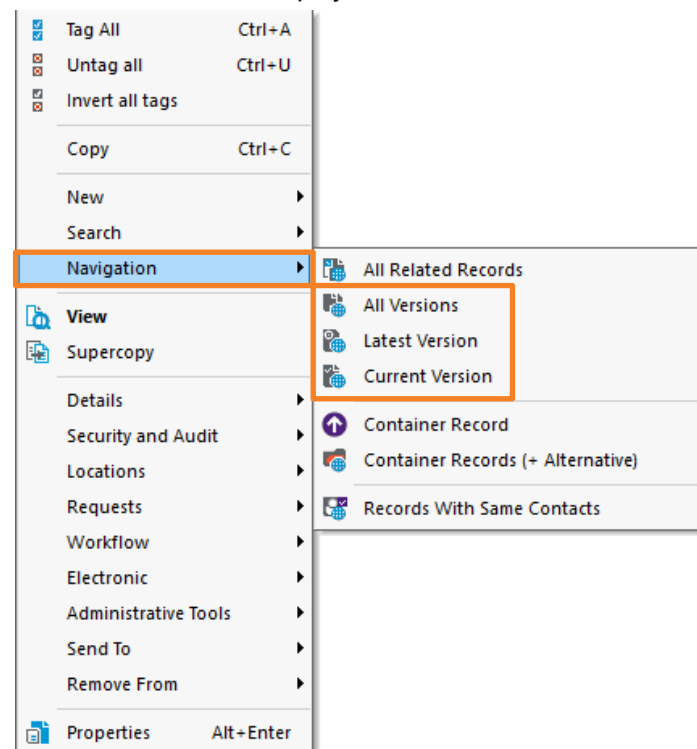 Tag All Ctrl+A
Untag all Ctrl+U
Invert all tags
Copy Ctrl+C
New
Search
Navigation
View
Supercopy
Details
Security and Audit
Locations
Requests
Workflow
Electronic
Administrative Tools
Send To
Remove From
Properties Alt+Enter
All Related Records
All Versions
Latest Version
Current Version
Container Record
Container Records (+ Alternative)
Records With Same Contacts